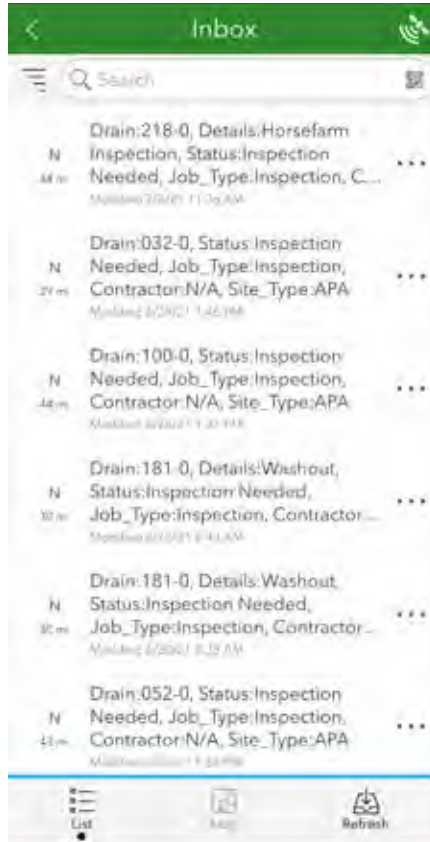 Inbox
Search
Drain:218-0, Details:Horsefarm
Inspection, Status:Inspection
Needed, Job_Type:Inspection, C...
N
Drain:032-0, Status:Inspection
Needed, Job_Type:Inspection,
Contractor:N/A, Site_Type:APA
N
Drain:100-0, Status:Inspection
Needed, Job_Type:Inspection,
Contractor:N/A, Site_Type:APA
N
Drain:181-0, Details:Washout,
Status:Inspection Needed,
Job_Type:Inspection, Contractor...
N
Drain:181-0, Details:Washout,
Status:Inspection Needed,
Job_Type:Inspection, Contractor...
N
Drain:052-0, Status:Inspection
Needed, Job_Type:Inspection,
Contractor:N/A, Site_Type:APA
N
List
Map
Refresh